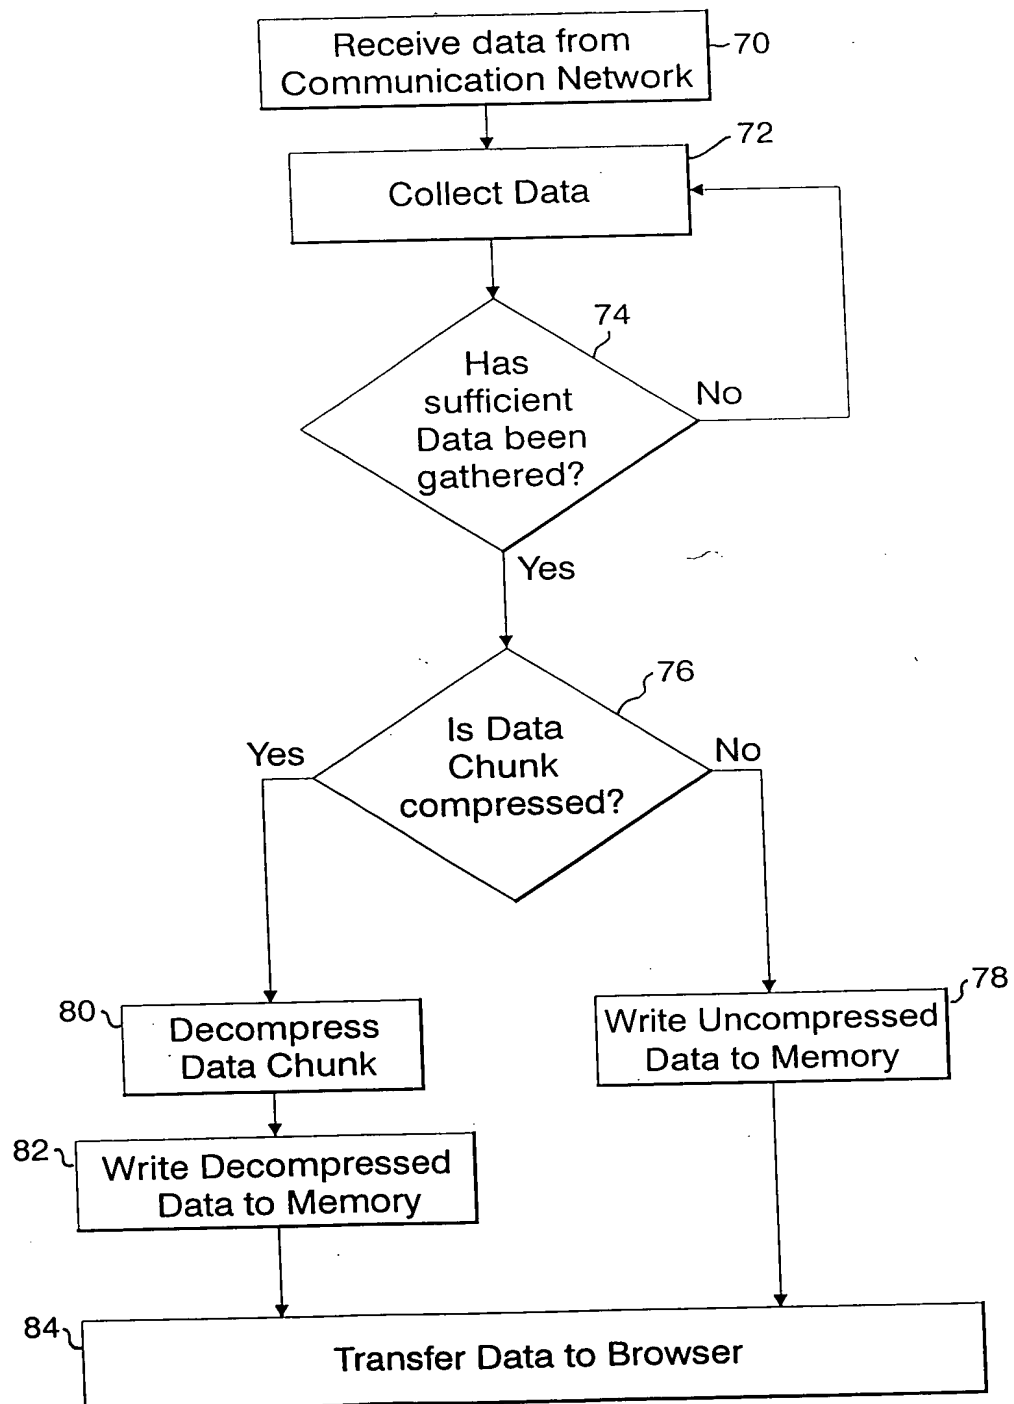 Receive data from
Communication Network
70
72
Collect Data
74
Has
sufficient
Data been
gathered?
No
Yes
76
Is Data
Chunk
compressed?
Yes
No
80
Decompress
Data Chunk
78
Write Uncompressed
Data to Memory
82
Write Decompressed
Data to Memory
84
Transfer Data to Browser